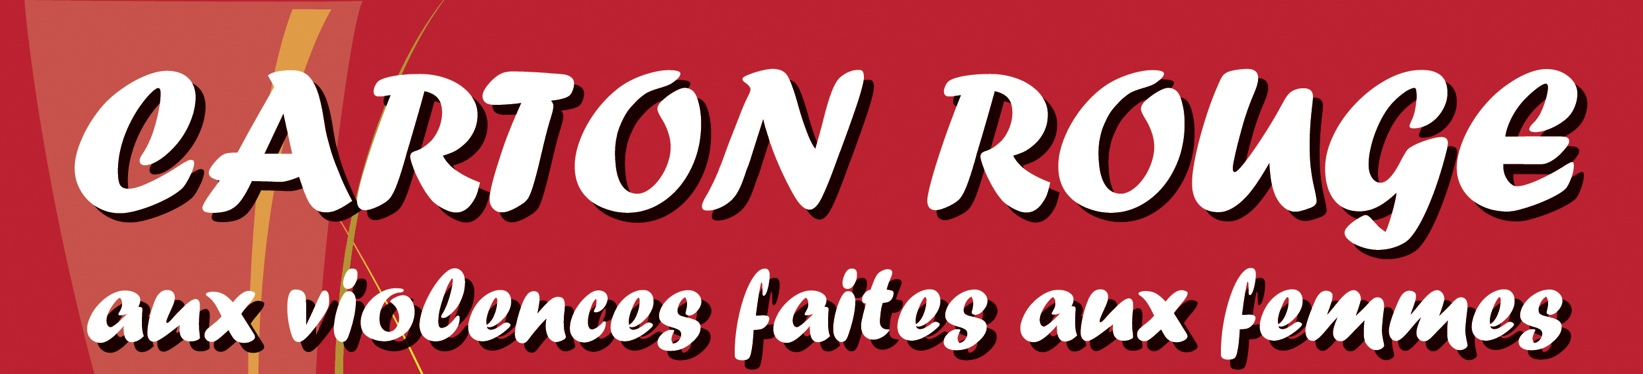 CARTON ROUGE
aux violences faites aux femmes